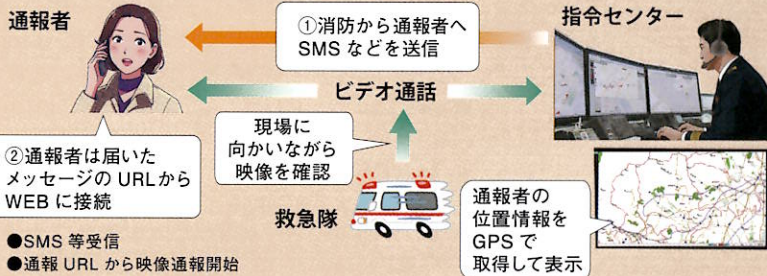 通報者
①消防から通報者へ
SMS などを送信
指令センター
ビデオ通話
②通報者は届いた
メッセージの URLから
WEB に接続
現場に
向かいながら
映像を確認
救急隊
通報者の
位置情報を
GPS で
取得して表示
●SMS 等受信
●通報 URL から映像通報開始